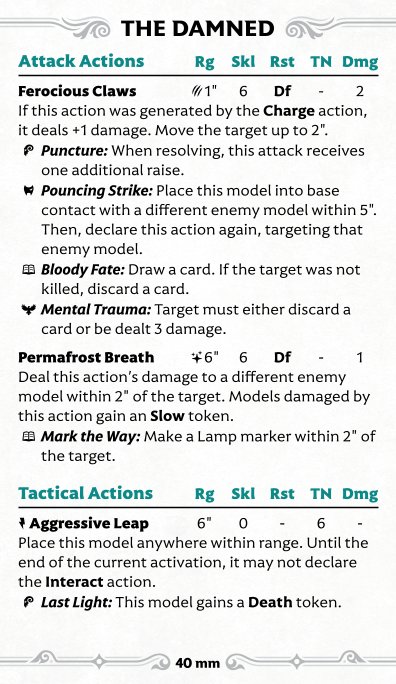 THE DAMNED
Attack Actions Rg Skl Rst TN Dmg
Ferocious Claws 1" 6 Df - 2
If this action was generated by the Charge action,
it deals +1 damage. Move the target up to 2".
Puncture: When resolving, this attack receives
one additional raise.
Pouncing Strike: Place this model into base
contact with a different enemy model within 5".
Then, declare this action again, targeting that
enemy model.
Bloody Fate: Draw a card. If the target was not
killed, discard a card.
Mental Trauma: Target must either discard a
card or be dealt 3 damage.
Permafrost Breath 6" 6 Df - 1
Deal this action's damage to a different enemy
model within 2" of the target. Models damaged by
this action gain an Slow token.
Mark the Way: Make a Lamp marker within 2" of
the target.
Tactical Actions Rg Skl Rst TN Dmg
Aggressive Leap 6" 0 - 6 -
Place this model anywhere within range. Until the
end of the current activation, it may not declare
the Interact action.
Last Light: This model gains a Death token.
40 mm